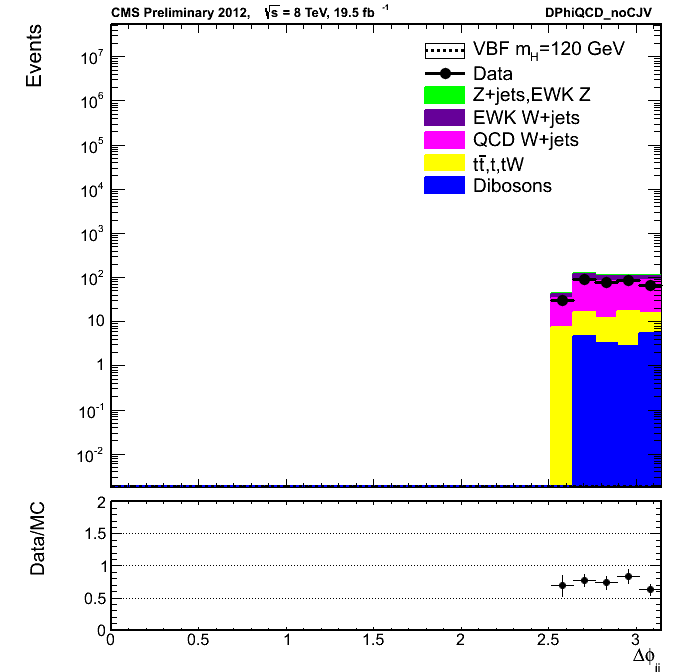 CMS Preliminary 2012, √s = 8 TeV, 19.5 fb⁻¹ DPhiQCD_noCJV
Events
10⁷
10⁶
10⁵
10⁴
10³
10²
10
1
10⁻¹
10⁻²
VBF m_H=120 GeV
Data
Z+jets,EWK Z
EWK W+jets
QCD W+jets
tt̄,t,tW
Dibosons
Data/MC
2
1.5
1
0.5
0
0 0.5 1 1.5 2 2.5 3
Δϕ_jj